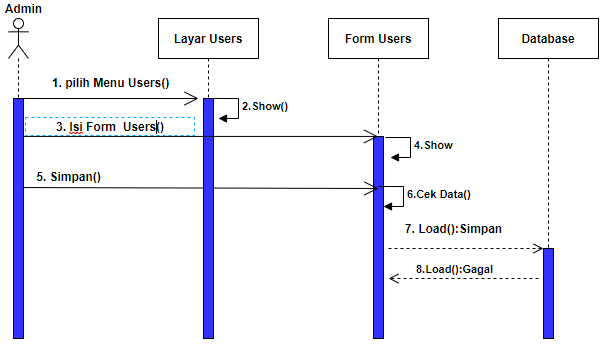 Admin
Layar Users
Form Users
Database
1. pilih Menu Users()
2.Show()
3. Isi Form Users()
4.Show
5. Simpan()
6.Cek Data()
7. Load():Simpan
8.Load():Gagal